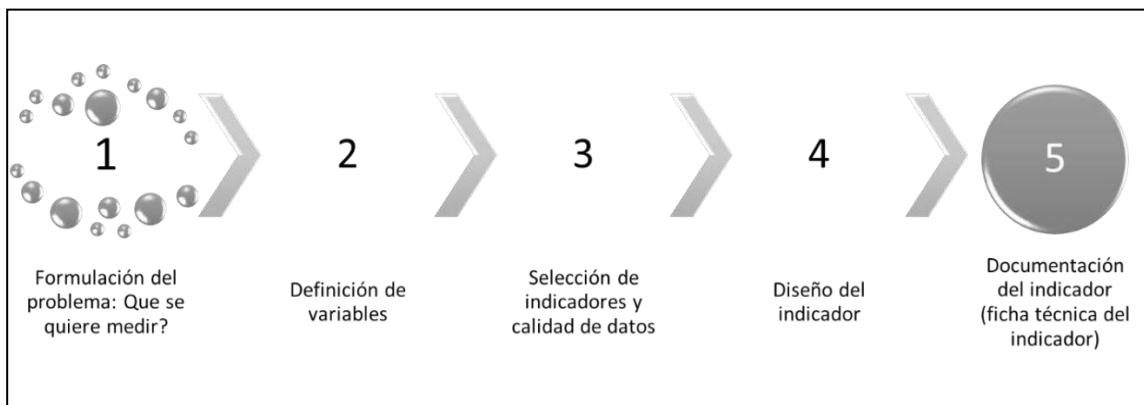 1
2
3
4
5
Formulación del
problema: Que se
quiere medir?
Definición de
variables
Selección de
indicadores y
calidad de datos
Diseño del
indicador
Documentación
del indicador
(ficha técnica del
indicador)